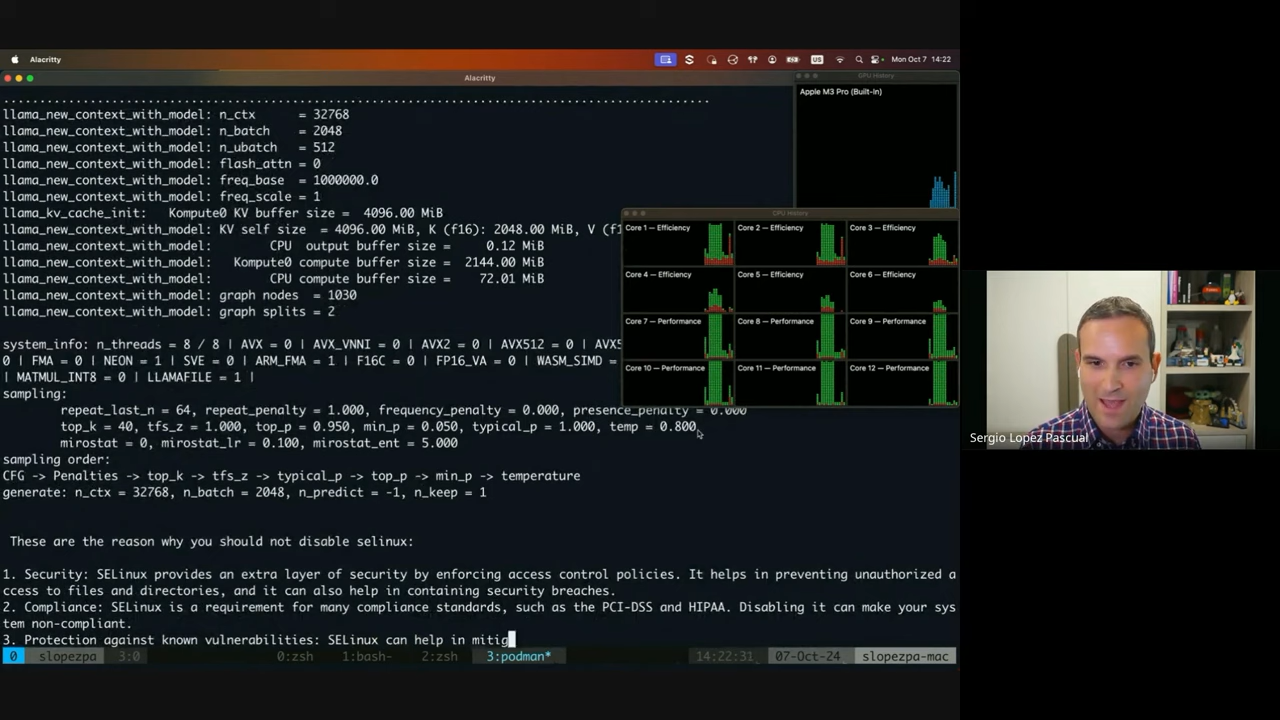 Alacritty
US
Mon Oct 7 14:22
Alacritty
llama_new_context_with_model: n_ctx = 32768
llama_new_context_with_model: n_batch = 2048
llama_new_context_with_model: n_ubatch = 512
llama_new_context_with_model: flash_attn = 0
llama_new_context_with_model: freq_base = 1000000.0
llama_new_context_with_model: freq_scale = 1
llama_kv_cache_init: Kompute0 KV buffer size = 4096.00 MiB
llama_new_context_with_model: KV self size = 4096.00 MiB, K (f16): 2048.00 MiB, V (f1
llama_new_context_with_model: CPU output buffer size = 0.12 MiB
llama_new_context_with_model: Kompute0 compute buffer size = 2144.00 MiB
llama_new_context_with_model: CPU compute buffer size = 72.01 MiB
llama_new_context_with_model: graph nodes = 1030
llama_new_context_with_model: graph splits = 2
system_info: n_threads = 8 / 8 | AVX = 0 | AVX_VNNI = 0 | AVX2 = 0 | AVX512 = 0 | AVX5
0 | FMA = 0 | NEON = 1 | SVE = 0 | ARM_FMA = 1 | F16C = 0 | FP16_VA = 0 | WASM_SIMD =
| MATMUL_INT8 = 0 | LLAMAFILE = 1 |
sampling:
repeat_last_n = 64, repeat_penalty = 1.000, frequency_penalty = 0.000, presence_penalty = 0.000
top_k = 40, tfs_z = 1.000, top_p = 0.950, min_p = 0.050, typical_p = 1.000, temp = 0.800
mirostat = 0, mirostat_lr = 0.100, mirostat_ent = 5.000
sampling order:
CFG -> Penalties -> top_k -> tfs_z -> typical_p -> top_p -> min_p -> temperature
generate: n_ctx = 32768, n_batch = 2048, n_predict = -1, n_keep = 1
These are the reason why you should not disable selinux:
1. Security: SELinux provides an extra layer of security by enforcing access control policies. It helps in preventing unauthorized a
ccess to files and directories, and it can also help in containing security breaches.
2. Compliance: SELinux is a requirement for many compliance standards, such as the PCI-DSS and HIPAA. Disabling it can make your sys
tem non-compliant.
3. Protection against known vulnerabilities: SELinux can help in mitig
0 slopezpa 3:0 0:zsh 1:bash- 2:zsh 3:podman* 14:22:31 07-Oct-24 slopezpa-mac
GPU History
Apple M3 Pro (Built-In)
CPU History
Core 1 — Efficiency Core 2 — Efficiency Core 3 — Efficiency
Core 4 — Efficiency Core 5 — Efficiency Core 6 — Efficiency
Core 7 — Performance Core 8 — Performance Core 9 — Performance
Core 10 — Performance Core 11 — Performance Core 12 — Performance
Sergio Lopez Pascual